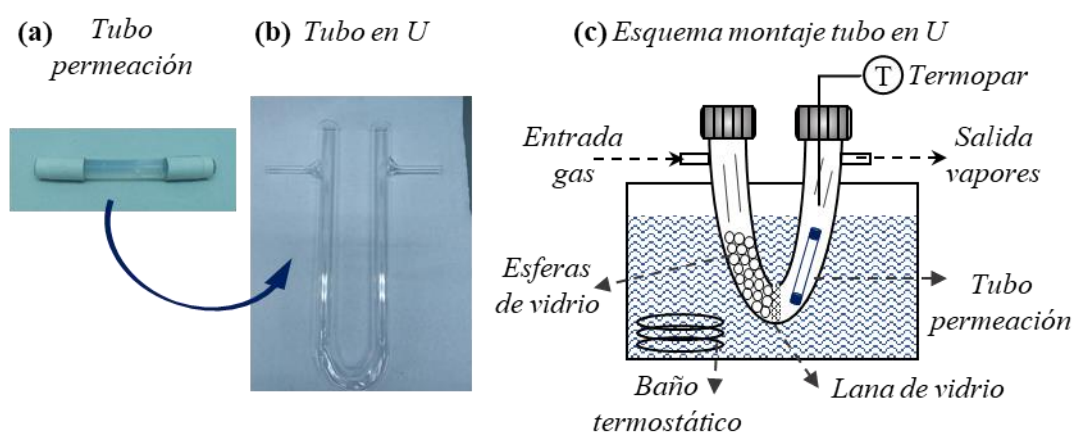 (a) Tubo
permeación
(b) Tubo en U
(c) Esquema montaje tubo en U
T Termopar
Entrada
gas
Salida
vapores
Esferas
de vidrio
Tubo
permeación
Baño
termostático
Lana de vidrio